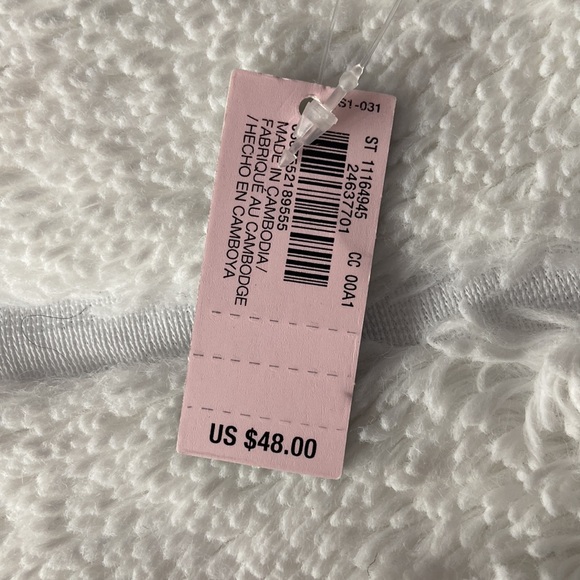 S1-031
ST 11164945 CC 00A1
24637701
52189555
MADE IN CAMBODIA/
FABRIQUÉ AU CAMBODGE
/HECHO EN CAMBOYA
US $48.00